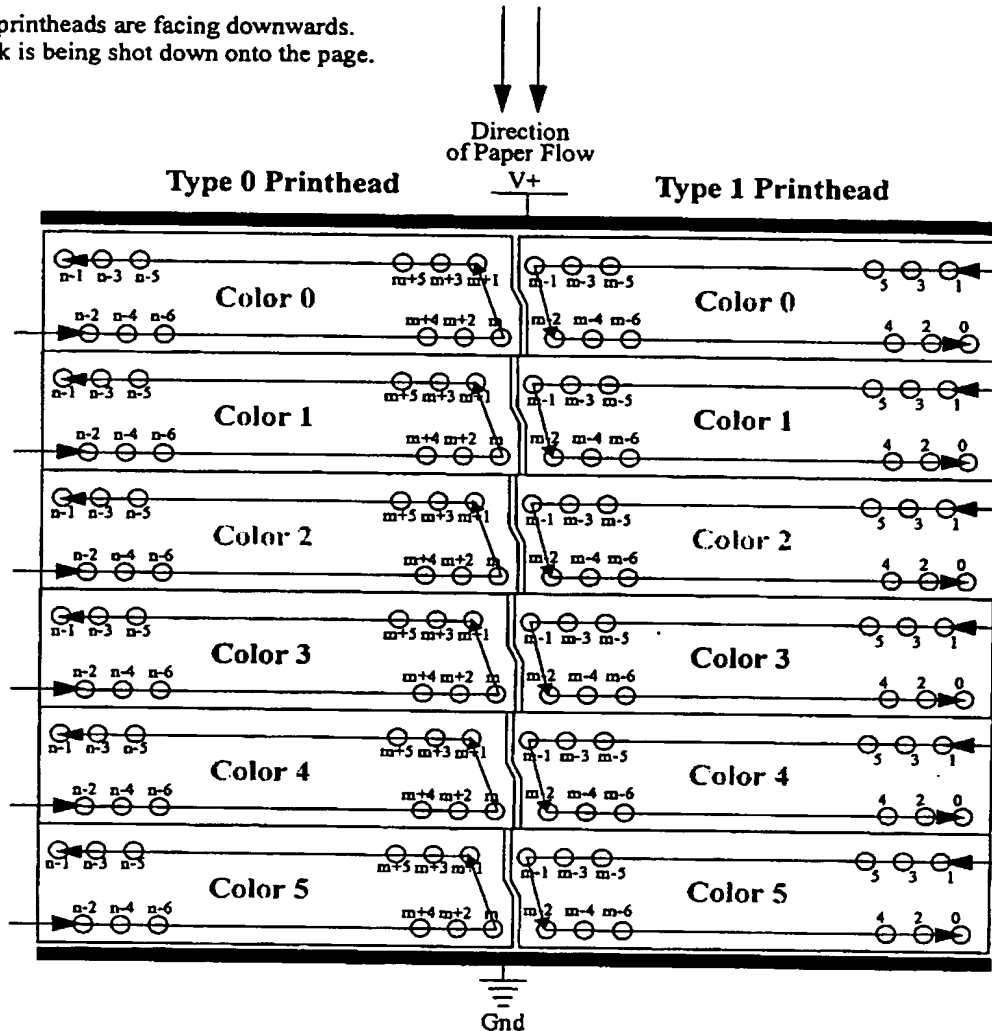 printheads are facing downwards.
k is being shot down onto the page.
Direction
of Paper Flow
Type 0 Printhead
V+
Type 1 Printhead
n-1 n-3 n-5
m+5 m+3 m+1
m-1 m-3 m-5
5 3 1
Color 0
Color 0
n-2 n-4 n-6
m+4 m+2 m
m-2 m-4 m-6
4 2 0
n-1 n-3 n-5
m+5 m+3 m+1
m-1 m-3 m-5
5 3 1
Color 1
Color 1
n-2 n-4 n-6
m+4 m+2 m
m-2 m-4 m-6
4 2 0
n-1 n-3 n-5
m+5 m+3 m+1
m-1 m-3 m-5
5 3 1
Color 2
Color 2
n-2 n-4 n-6
m+4 m+2 m
m-2 m-4 m-6
4 2 0
n-1 n-3 n-5
m+5 m+3 m+1
m-1 m-3 m-5
5 3 1
Color 3
Color 3
n-2 n-4 n-6
m+4 m+2 m
m-2 m-4 m-6
4 2 0
n-1 n-3 n-5
m+5 m+3 m+1
m-1 m-3 m-5
5 3 1
Color 4
Color 4
n-2 n-4 n-6
m+4 m+2 m
m-2 m-4 m-6
4 2 0
n-1 n-3 n-5
m+5 m+3 m+1
m-1 m-3 m-5
5 3 1
Color 5
Color 5
n-2 n-4 n-6
m+4 m+2 m
m-2 m-4 m-6
4 2 0
Gnd